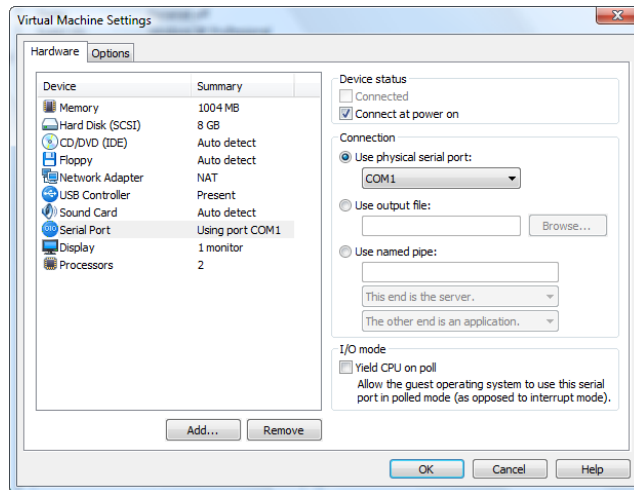 Virtual Machine Settings
Hardware
Options
Device Summary
Memory 1004 MB
Hard Disk (SCSI) 8 GB
CD/DVD (IDE) Auto detect
Floppy Auto detect
Network Adapter NAT
USB Controller Present
Sound Card Auto detect
Serial Port Using port COM1
Display 1 monitor
Processors 2
Add...
Remove
Device status
Connected
Connect at power on
Connection
Use physical serial port:
COM1
Use output file:
Browse...
Use named pipe:
This end is the server.
The other end is an application.
I/O mode
Yield CPU on poll
Allow the guest operating system to use this serial
port in polled mode (as opposed to interrupt mode).
OK
Cancel
Help